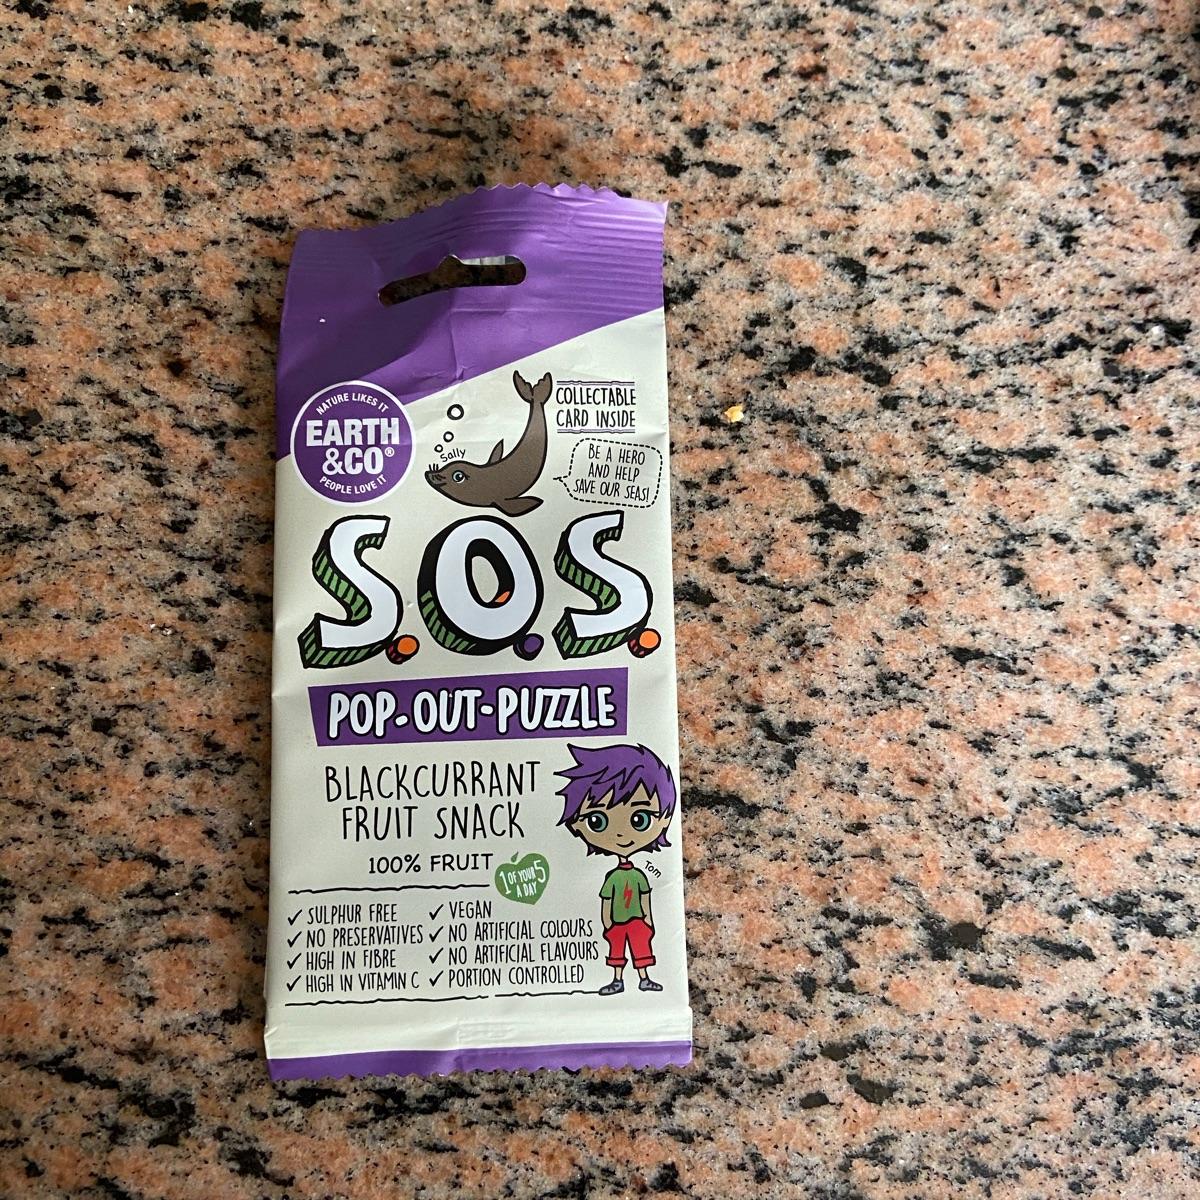 NATURE LIKES IT
EARTH
&CO®
PEOPLE LOVE IT
Sally
COLLECTABLE
CARD INSIDE
BE A HERO
AND HELP
SAVE OUR SEAS!
S.O.S.
POP-OUT-PUZZLE
BLACKCURRANT
FRUIT SNACK
100% FRUIT
1 OF YOUR 5
A DAY
Tom
✓ SULPHUR FREE
✓ NO PRESERVATIVES
✓ HIGH IN FIBRE
✓ HIGH IN VITAMIN C
✓ VEGAN
✓ NO ARTIFICIAL COLOURS
✓ NO ARTIFICIAL FLAVOURS
✓ PORTION CONTROLLED